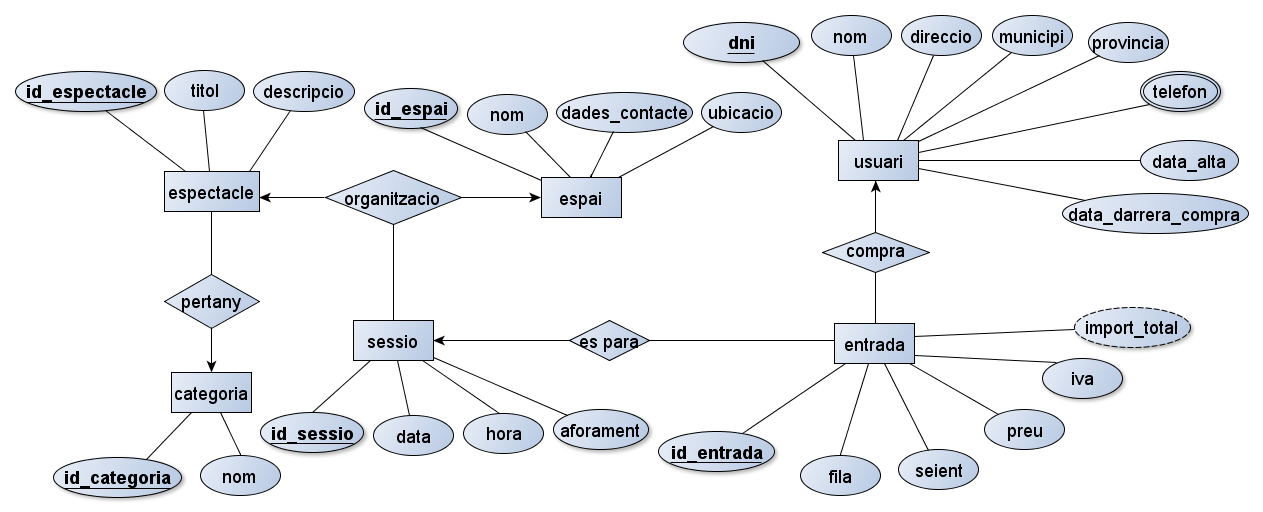 dni
nom
direccio
municipi
provincia
id_espectacle
titol
descripcio
telefon
id_espai
nom
dades_contacte
ubicacio
usuari
data_alta
espectacle
organitzacio
espai
data_darrera_compra
compra
pertany
import_total
sessio
es para
entrada
iva
categoria
id_sessio
data
hora
aforament
preu
id_entrada
id_categoria
nom
fila
seient